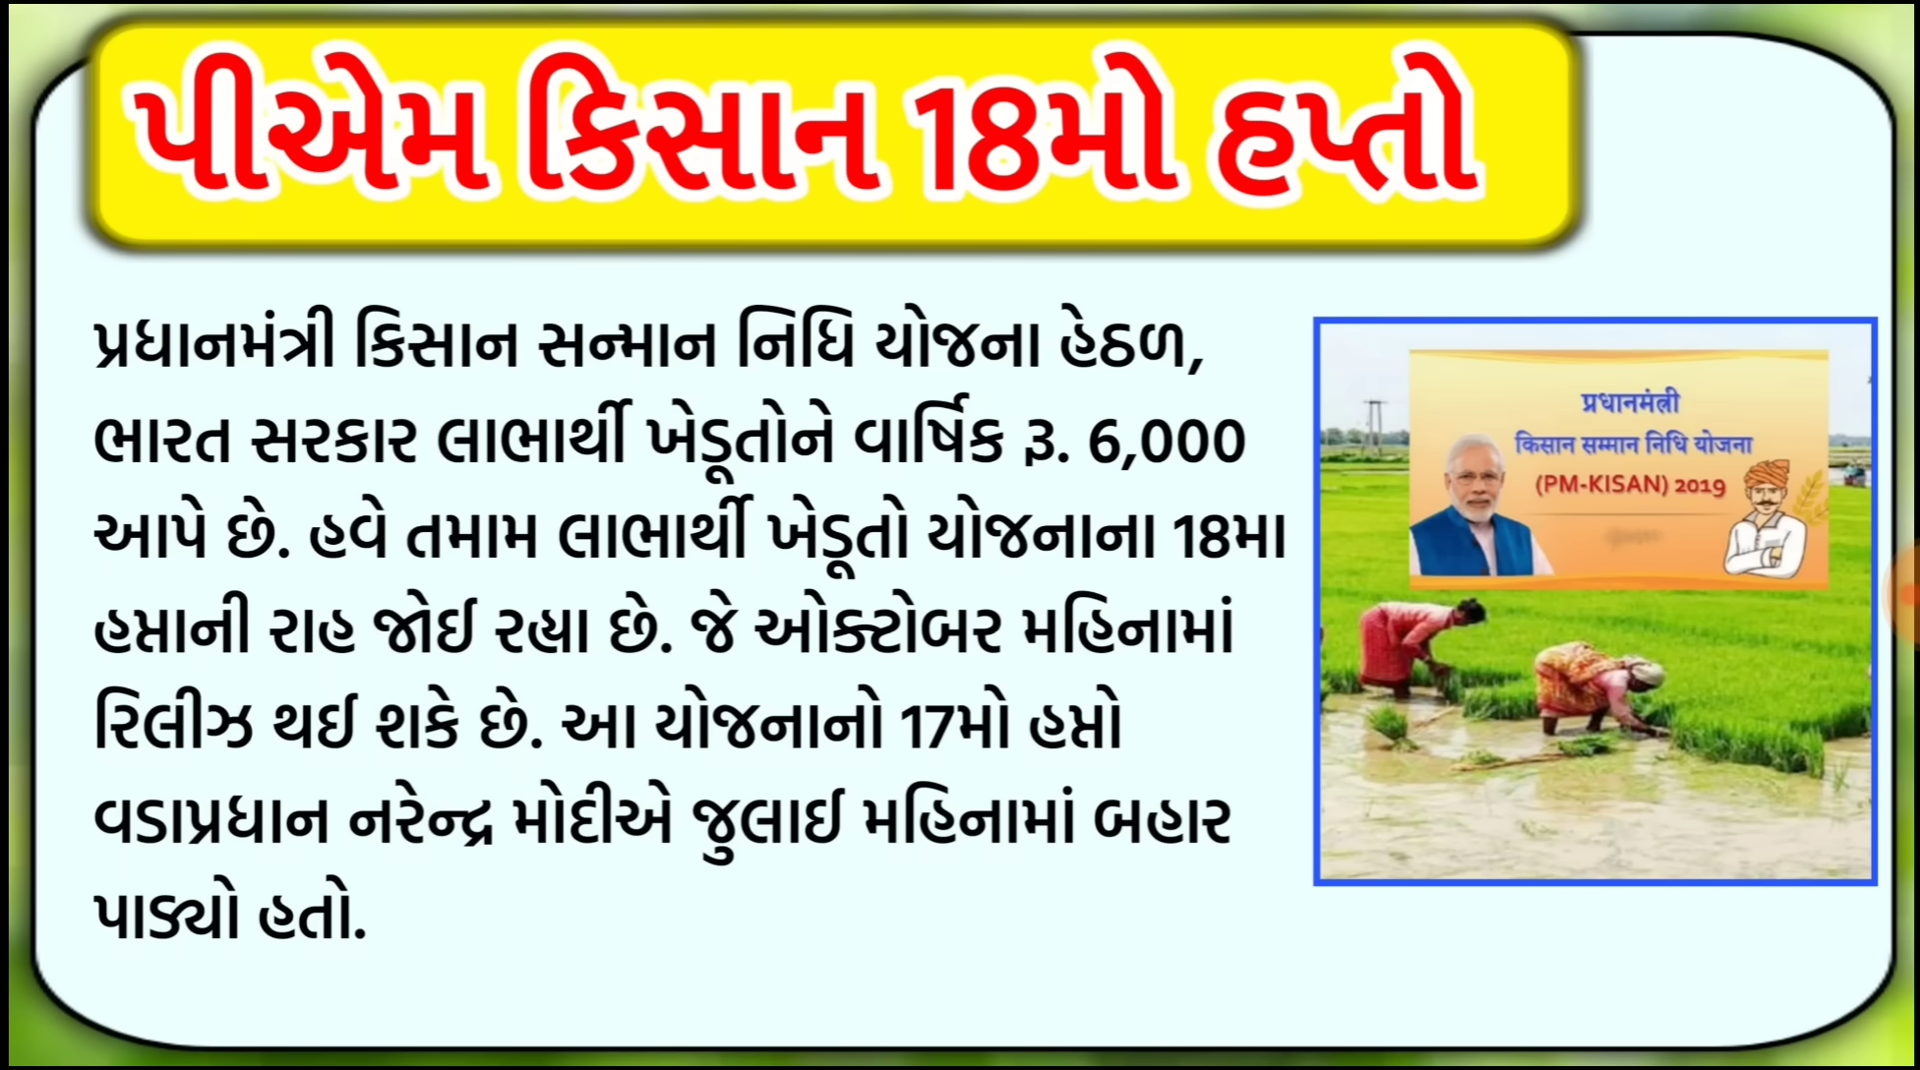 પીએમ કિસાન 18મો હપ્તો
પ્રધાનમંત્રી કિસાન સન્માન નિધિ યોજના હેઠળ,
ભારત સરકાર લાભાર્થી ખેડૂતોને વાર્ષિક રૂ. 6,000
આપે છે. હવે તમામ લાભાર્થી ખેડૂતો યોજનાના 18મા
હપ્તાની રાહ જોઈ રહ્યા છે. જે ઓક્ટોબર મહિનામાં
રિલીઝ થઈ શકે છે. આ યોજનાનો 17મો હપ્તો
વડાપ્રધાન નરેન્દ્ર મોદીએ જુલાઈ મહિનામાં બહાર
પાડ્યો હતો.
प्रधानमंत्री
किसान सम्मान निधि योजना
(PM-KISAN) 2019